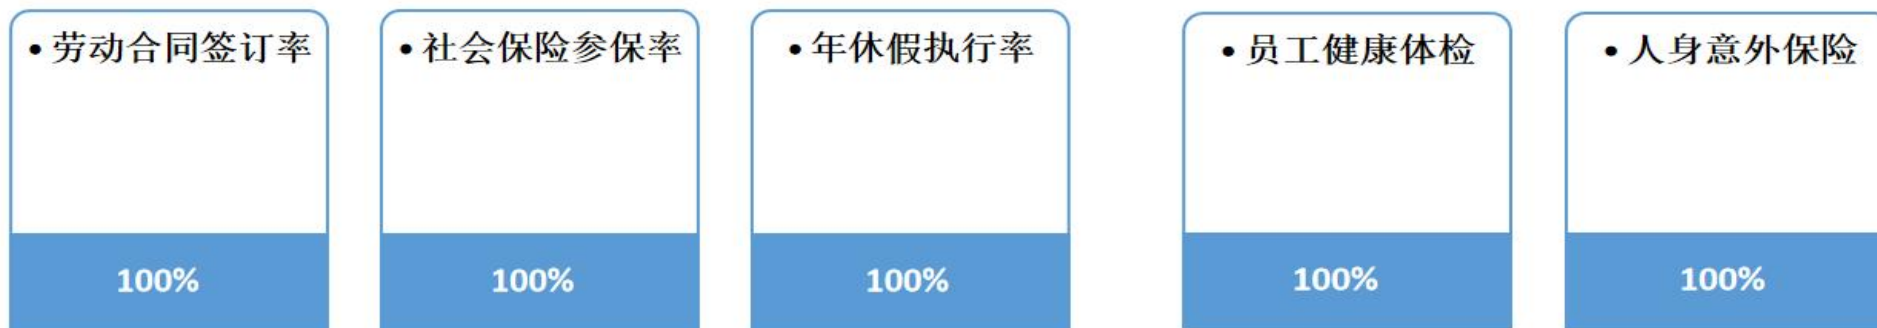 • 劳动合同签订率
100%
• 社会保险参保率
100%
• 年休假执行率
100%
• 员工健康体检
100%
• 人身意外保险
100%